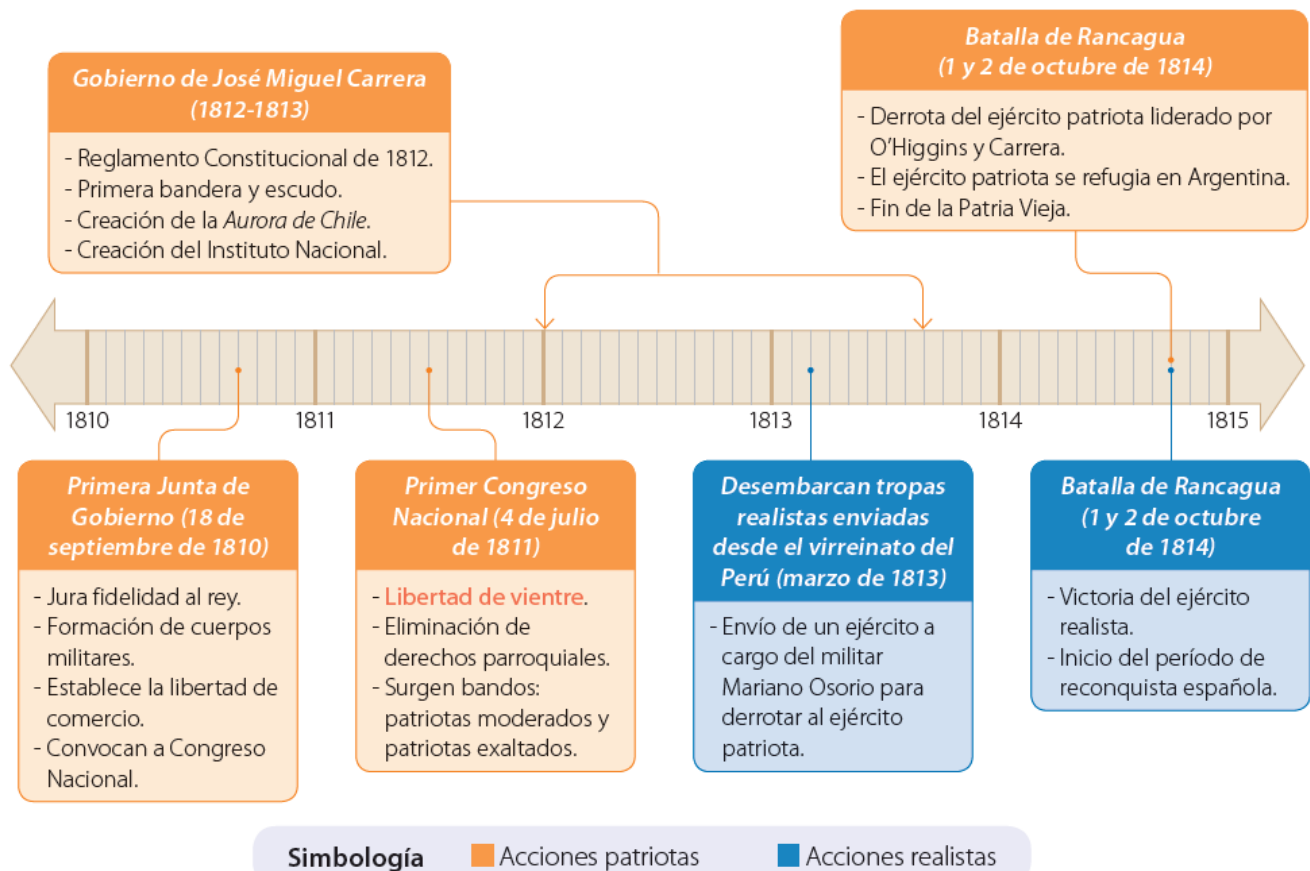 Gobierno de José Miguel Carrera
(1812-1813)
- Reglamento Constitucional de 1812.
- Primera bandera y escudo.
- Creación de la Aurora de Chile.
- Creación del Instituto Nacional.
Batalla de Rancagua
(1 y 2 de octubre de 1814)
- Derrota del ejército patriota liderado por
O'Higgins y Carrera.
- El ejército patriota se refugia en Argentina.
- Fin de la Patria Vieja.
1810 1811 1812 1813 1814 1815
Primera Junta de
Gobierno (18 de
septiembre de 1810)
- Jura fidelidad al rey.
- Formación de cuerpos
militares.
- Establece la libertad de
comercio.
- Convocan a Congreso
Nacional.
Primer Congreso
Nacional (4 de julio
de 1811)
- Libertad de vientre.
- Eliminación de
derechos parroquiales.
- Surgen bandos:
patriotas moderados y
patriotas exaltados.
Desembarcan tropas
realistas enviadas
desde el virreinato del
Perú (marzo de 1813)
- Envío de un ejército a
cargo del militar
Mariano Osorio para
derrotar al ejército
patriota.
Batalla de Rancagua
(1 y 2 de octubre
de 1814)
- Victoria del ejército
realista.
- Inicio del período de
reconquista española.
Simbología Acciones patriotas Acciones realistas